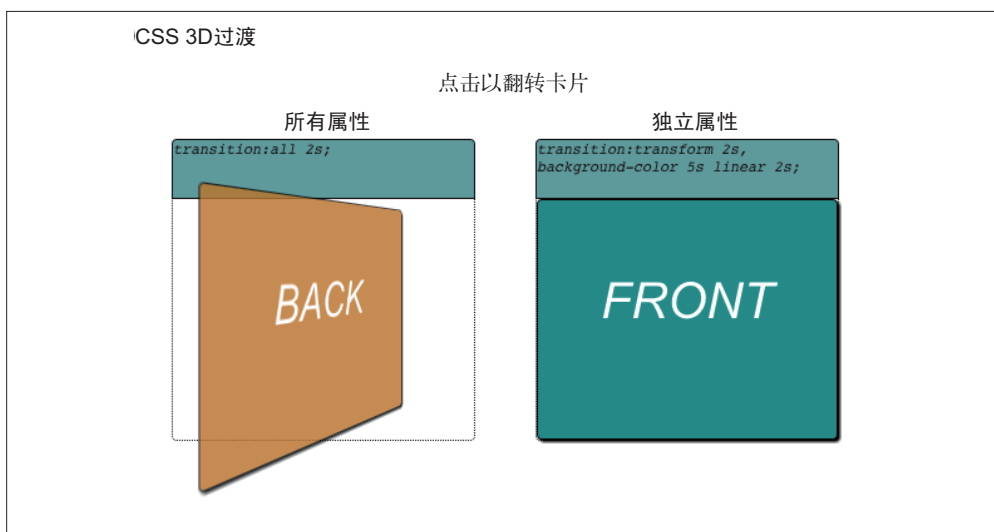 CSS 3D过渡
点击以翻转卡片
所有属性
独立属性
transition:all 2s;
transition:transform 2s,
background-color 5s linear 2s;
BACK
FRONT